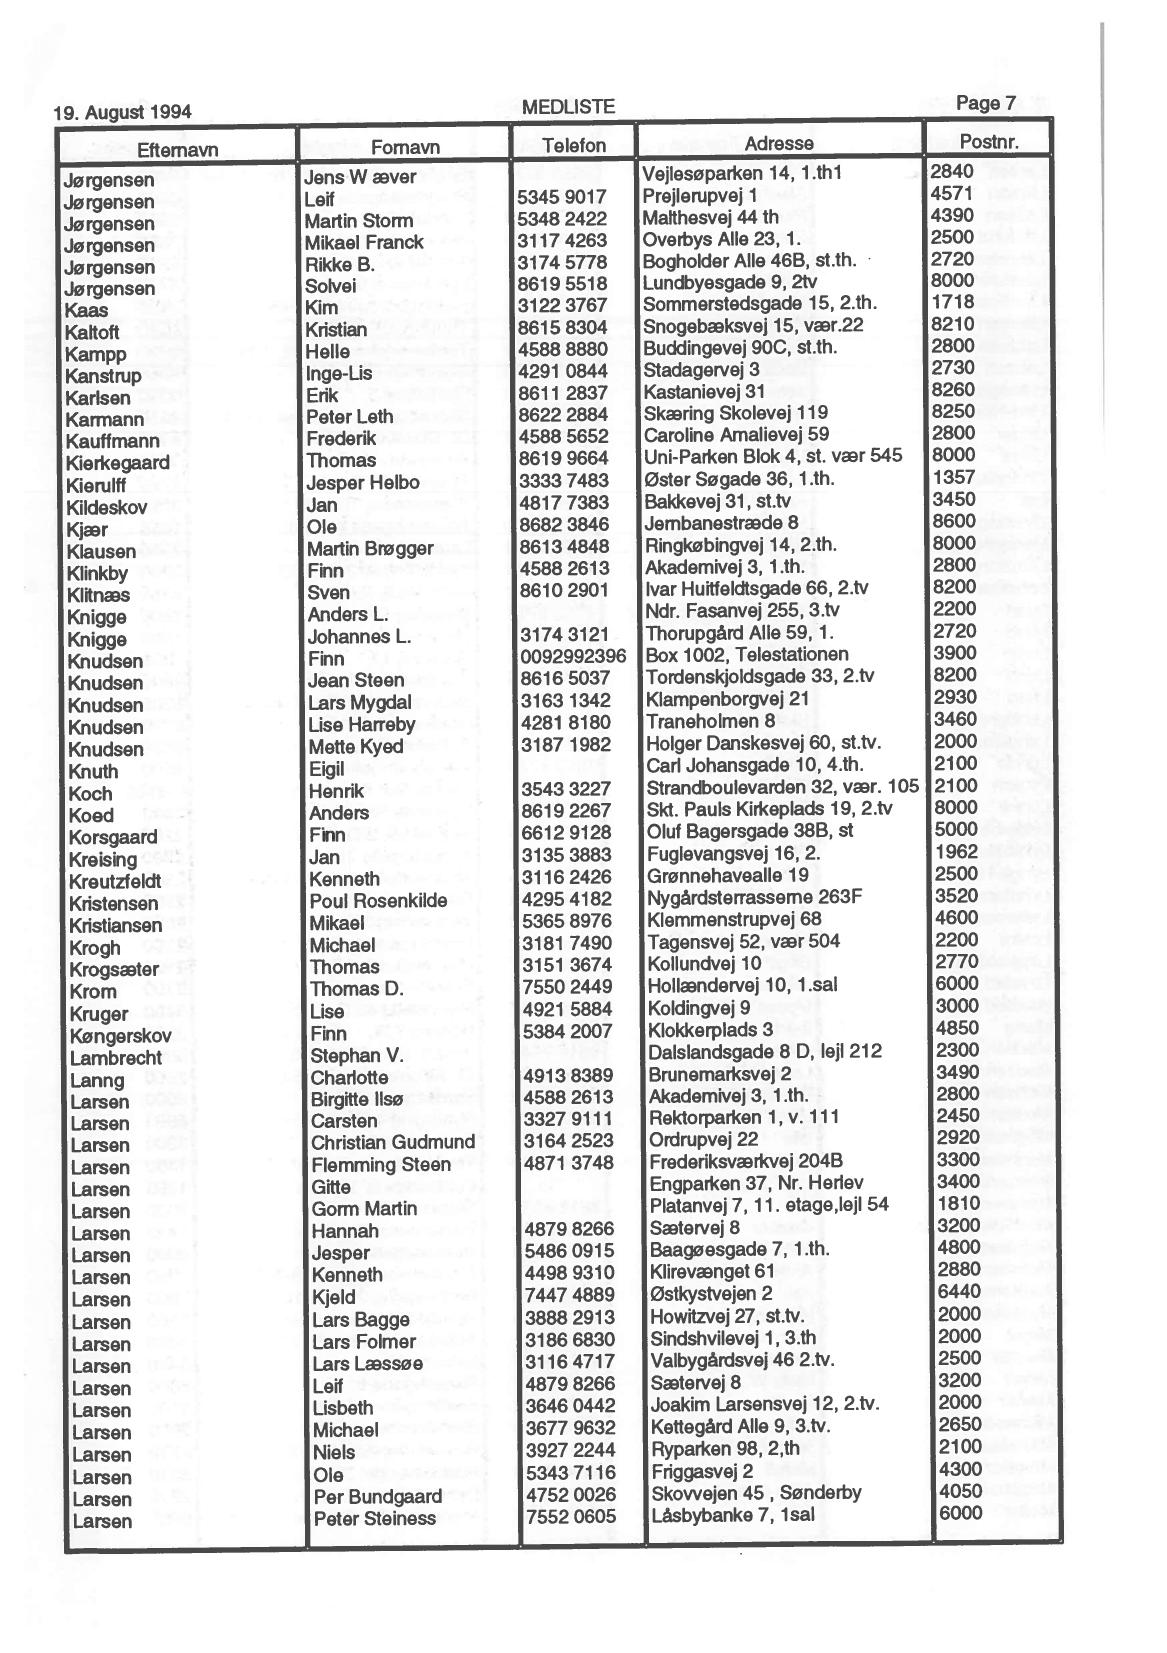 19. August 1994 MEDLISTE Page 7
Efternavn Fornavn Telefon Adresse Postnr.
Jørgensen Jens W æver Vejlesøparken 14, 1.th1 2840
Jørgensen Leif 5345 9017 Prejlerupvej 1 4571
Jørgensen Martin Storm 5348 2422 Malthesvej 44 th 4390
Jørgensen Mikael Franck 3117 4263 Overbys Alle 23, 1. 2500
Jørgensen Rikke B. 3174 5778 Bogholder Alle 46B, st.th. 2720
Jørgensen Solvei 8619 5518 Lundbyesgade 9, 2tv 8000
Kaas Kim 3122 3767 Sommerstedsgade 15, 2.th. 1718
Kaltoft Kristian 8615 8304 Snogebæksvej 15, vær.22 8210
Kampp Helle 4588 8880 Buddingevej 90C, st.th. 2800
Kanstrup Inge-Lis 4291 0844 Stadagervej 3 2730
Karlsen Erik 8611 2837 Kastanievej 31 8260
Karmann Peter Leth 8622 2884 Skæring Skolevej 119 8250
Kauffmann Frederik 4588 5652 Caroline Amalievej 59 2800
Kierkegaard Thomas 8619 9664 Uni-Parken Blok 4, st. vær 545 8000
Kierulff Jesper Helbo 3333 7483 Øster Søgade 36, 1.th. 1357
Kildeskov Jan 4817 7383 Bakkevej 31, st.tv 3450
Kjær Ole 8682 3846 Jernbanestræde 8 8600
Klausen Martin Brøgger 8613 4848 Ringkøbingvej 14, 2.th. 8000
Klinkby Finn 4588 2613 Akademivej 3, 1.th. 2800
Klitnæs Sven 8610 2901 Ivar Huitfeldtsgade 66, 2.tv 8200
Knigge Anders L. Ndr. Fasanvej 255, 3.tv 2200
Knigge Johannes L. 3174 3121 Thorupgård Alle 59, 1. 2720
Knudsen Finn 0092992396 Box 1002, Telestationen 3900
Knudsen Jean Steen 8616 5037 Tordenskjoldsgade 33, 2.tv 8200
Knudsen Lars Mygdal 3163 1342 Klampenborgvej 21 2930
Knudsen Lise Harreby 4281 8180 Traneholmen 8 3460
Knudsen Mette Kyed 3187 1982 Holger Danskesvej 60, st.tv. 2000
Knuth Eigil Carl Johansgade 10, 4.th. 2100
Koch Henrik 3543 3227 Strandboulevarden 32, vær. 105 2100
Koed Anders 8619 2267 Skt. Pauls Kirkeplads 19, 2.tv 8000
Korsgaard Finn 6612 9128 Oluf Bagersgade 38B, st 5000
Kreising Jan 3135 3883 Fuglevangsvej 16, 2. 1962
Kreutzfeldt Kenneth 3116 2426 Grønnehavealle 19 2500
Kristensen Poul Rosenkilde 4295 4182 Nygårdsterrasserne 263F 3520
Kristiansen Mikael 5365 8976 Klemmenstrupvej 68 4600
Krogh Michael 3181 7490 Tagensvej 52, vær 504 2200
Krogsæter Thomas 3151 3674 Kollundvej 10 2770
Krom Thomas D. 7550 2449 Hollændervej 10, 1.sal 6000
Kruger Lise 4921 5884 Koldingvej 9 3000
Køngerskov Finn 5384 2007 Klokkerplads 3 4850
Lambrecht Stephan V. Dalslandsgade 8 D, lejl 212 2300
Lanng Charlotte 4913 8389 Brunemarksvej 2 3490
Larsen Birgitte Ilsø 4588 2613 Akademivej 3, 1.th. 2800
Larsen Carsten 3327 9111 Rektorparken 1, v. 111 2450
Larsen Christian Gudmund 3164 2523 Ordrupvej 22 2920
Larsen Flemming Steen 4871 3748 Frederiksværkvej 204B 3300
Larsen Gitte Engparken 37, Nr. Herlev 3400
Larsen Gorm Martin Platanvej 7, 11. etage,lejl 54 1810
Larsen Hannah 4879 8266 Sætervej 8 3200
Larsen Jesper 5486 0915 Baagøesgade 7, 1.th. 4800
Larsen Kenneth 4498 9310 Klirevænget 61 2880
Larsen Kjeld 7447 4889 Østkystvejen 2 6440
Larsen Lars Bagge 3888 2913 Howitzvej 27, st.tv. 2000
Larsen Lars Folmer 3186 6830 Sindshvilevej 1, 3.th 2000
Larsen Lars Læssøe 3116 4717 Valbygårdsvej 46 2.tv. 2500
Larsen Leif 4879 8266 Sætervej 8 3200
Larsen Lisbeth 3646 0442 Joakim Larsensvej 12, 2.tv. 2000
Larsen Michael 3677 9632 Kettegård Alle 9, 3.tv. 2650
Larsen Niels 3927 2244 Ryparken 98, 2,th 2100
Larsen Ole 5343 7116 Friggasvej 2 4300
Larsen Per Bundgaard 4752 0026 Skovvejen 45 , Sønderby 4050
Larsen Peter Steiness 7552 0605 Låsbybanke 7, 1sal 6000